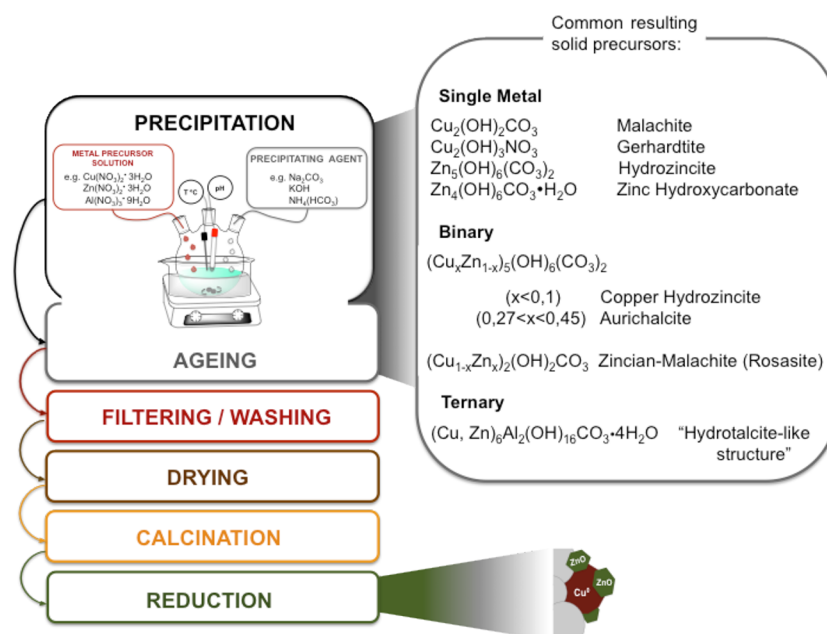 PRECIPITATION
METAL PRECURSOR
SOLUTION
e.g. Cu(NO₃)₂• 3H₂O
Zn(NO₃)₂• 3H₂O
Al(NO₃)₃• 9H₂O
T ºC
pH
PRECIPITATING AGENT
e.g. Na₂CO₃
KOH
NH₄(HCO₃)
AGEING
FILTERING / WASHING
DRYING
CALCINATION
REDUCTION
Common resulting
solid precursors:
Single Metal
Cu₂(OH)₂CO₃ Malachite
Cu₂(OH)₃NO₃ Gerhardtite
Zn₅(OH)₆(CO₃)₂ Hydrozincite
Zn₄(OH)₆CO₃•H₂O Zinc Hydroxycarbonate
Binary
(CuₓZn₁₋ₓ)₅(OH)₆(CO₃)₂
(x<0,1) Copper Hydrozincite
(0,27<x<0,45) Aurichalcite
(Cu₁₋ₓZnₓ)₂(OH)₂CO₃ Zincian-Malachite (Rosasite)
Ternary
(Cu, Zn)₆Al₂(OH)₁₆CO₃•4H₂O “Hydrotalcite-like
structure”
ZnO
Cu⁰
ZnO